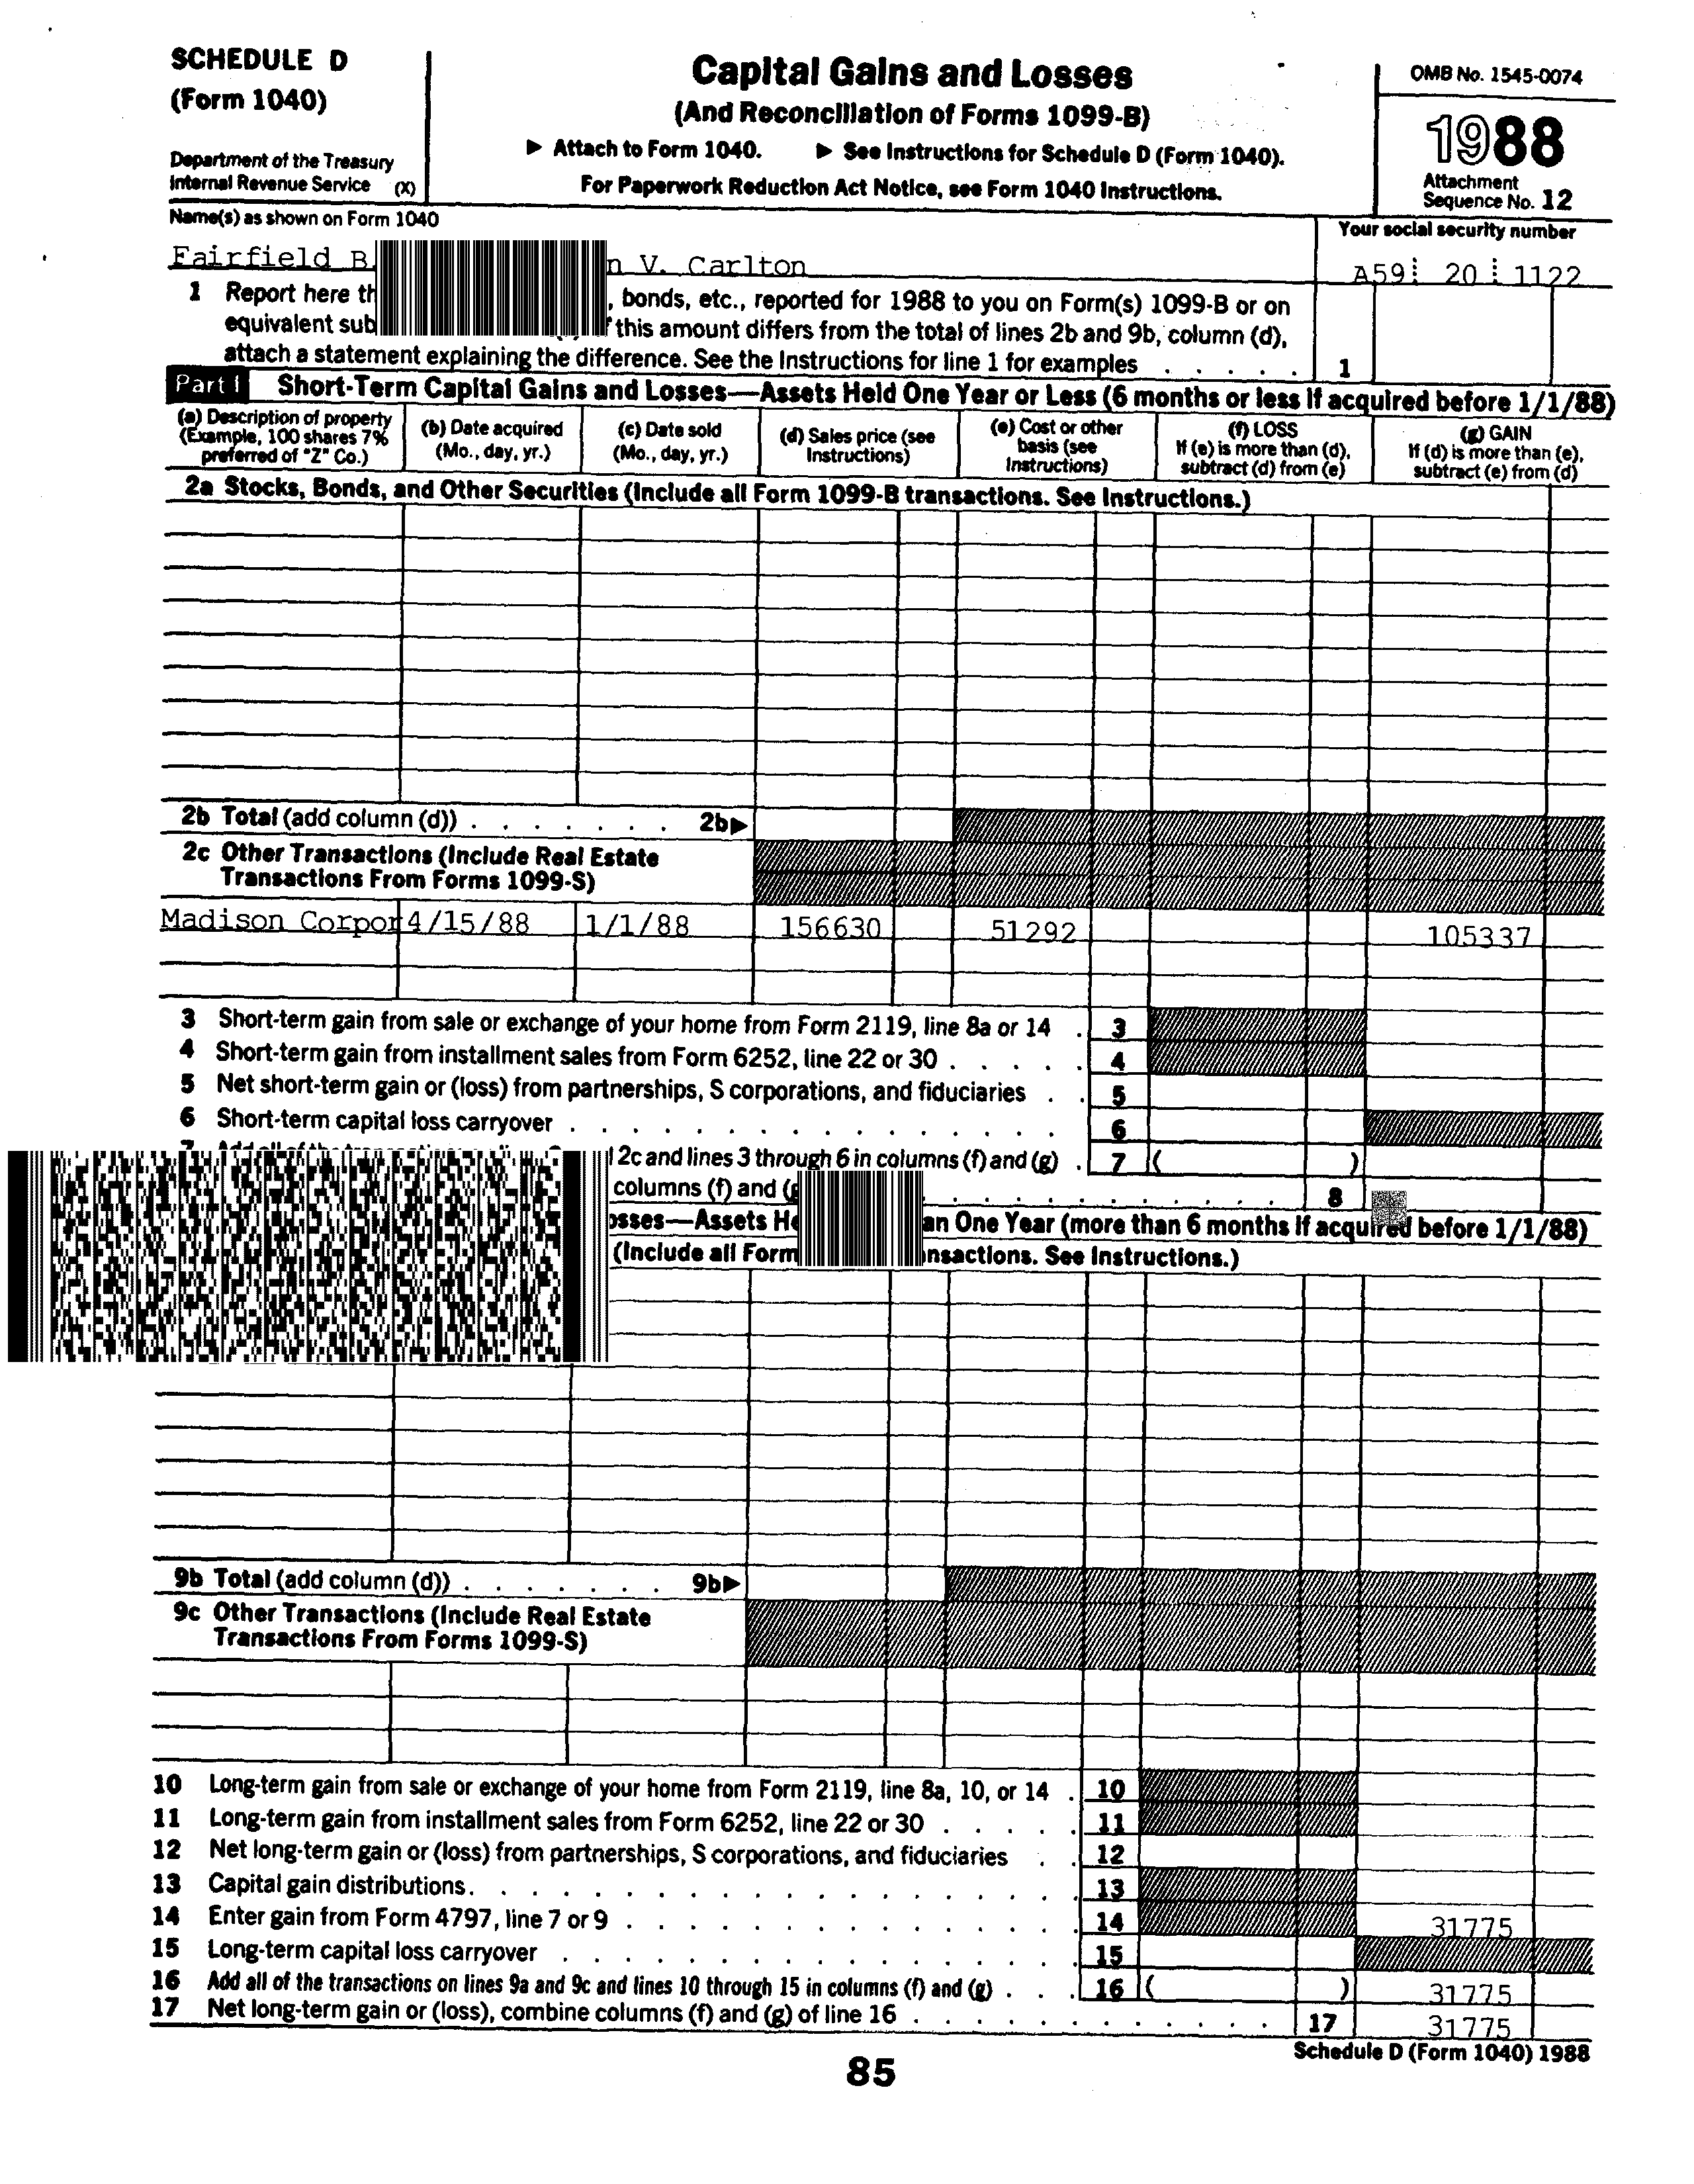 SCHEDULE D
(Form 1040)
Department of the Treasury
Internal Revenue Service (X)
Capital Gains and Losses
(And Reconciliation of Forms 1099-B)
▶ Attach to Form 1040. ▶ See Instructions for Schedule D (Form 1040).
For Paperwork Reduction Act Notice, see Form 1040 Instructions.
OMB No. 1545-0074
1988
Attachment
Sequence No. 12
Name(s) as shown on Form 1040
Your social security number
Fairfield B. n V. Carlton
A59 20 1122
1 Report here th , bonds, etc., reported for 1988 to you on Form(s) 1099-B or on
equivalent sub this amount differs from the total of lines 2b and 9b, column (d),
attach a statement explaining the difference. See the Instructions for line 1 for examples . . . . . 1
Part I Short-Term Capital Gains and Losses—Assets Held One Year or Less (6 months or less if acquired before 1/1/88)
(a) Description of property
(Example, 100 shares 7%
preferred of "Z" Co.)
(b) Date acquired
(Mo., day, yr.)
(c) Date sold
(Mo., day, yr.)
(d) Sales price (see
Instructions)
(e) Cost or other
basis (see
Instructions)
(f) LOSS
If (e) is more than (d),
subtract (d) from (e)
(g) GAIN
If (d) is more than (e),
subtract (e) from (d)
2a Stocks, Bonds, and Other Securities (Include all Form 1099-B transactions. See Instructions.)
2b Total (add column (d)) . . . . . . . 2b▶
2c Other Transactions (Include Real Estate
Transactions From Forms 1099-S)
Madison Corpor 4/15/88 1/1/88 156630 51292 105337
3 Short-term gain from sale or exchange of your home from Form 2119, line 8a or 14 . 3
4 Short-term gain from installment sales from Form 6252, line 22 or 30 . . . . . 4
5 Net short-term gain or (loss) from partnerships, S corporations, and fiduciaries . . 5
6 Short-term capital loss carryover . . . . . . . . . . . . . . . . 6
2c and lines 3 through 6 in columns (f) and (g) . 7 ( )
columns (f) and ( . . . . . . . . . . . . 8
osses—Assets He an One Year (more than 6 months if acquired before 1/1/88)
(Include all Form nsactions. See Instructions.)
9b Total (add column (d)) . . . . . . . 9b▶
9c Other Transactions (Include Real Estate
Transactions From Forms 1099-S)
10 Long-term gain from sale or exchange of your home from Form 2119, line 8a, 10, or 14 . 10
11 Long-term gain from installment sales from Form 6252, line 22 or 30 . . . . . 11
12 Net long-term gain or (loss) from partnerships, S corporations, and fiduciaries . . 12
13 Capital gain distributions. . . . . . . . . . . . . . . . . . . 13
14 Enter gain from Form 4797, line 7 or 9 . . . . . . . . . . . . . . 14 31775
15 Long-term capital loss carryover . . . . . . . . . . . . . . . . 15
16 Add all of the transactions on lines 9a and 9c and lines 10 through 15 in columns (f) and (g) . . . 16 ( ) 31775
17 Net long-term gain or (loss), combine columns (f) and (g) of line 16 . . . . . . . . . . . . 17 31775
Schedule D (Form 1040) 1988
85